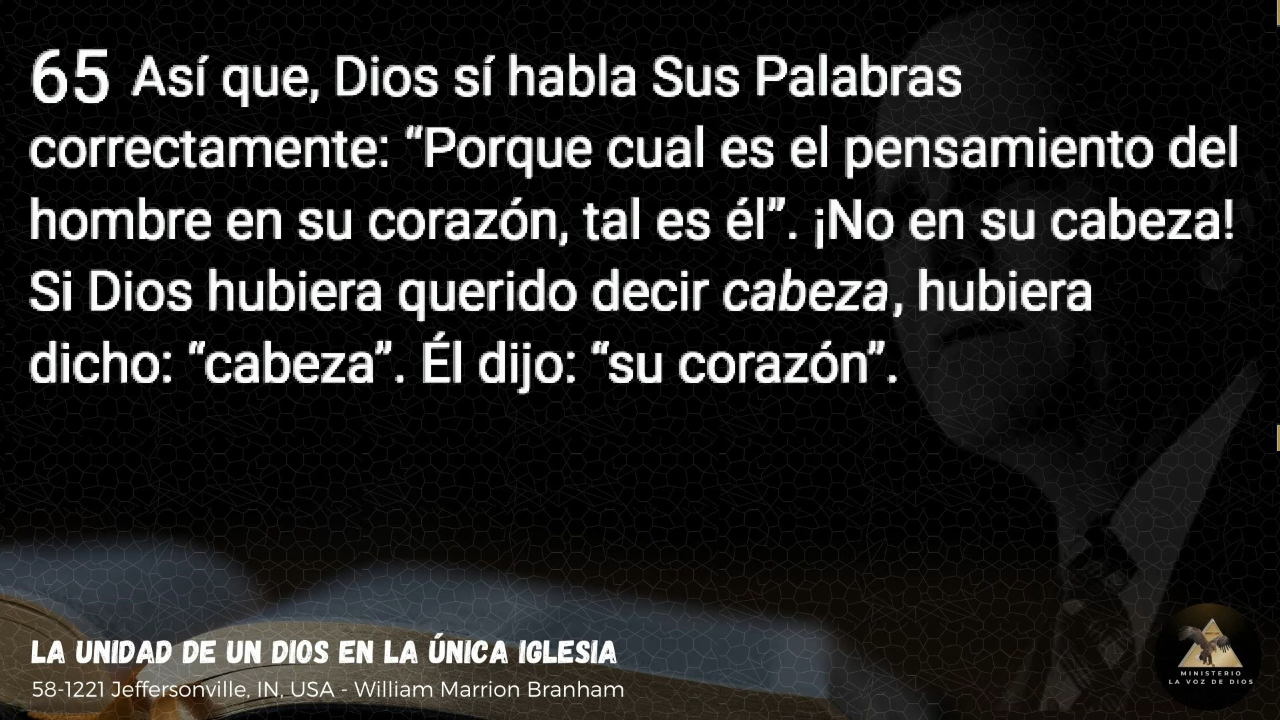 65 Así que, Dios sí habla Sus Palabras
correctamente: “Porque cual es el pensamiento del
hombre en su corazón, tal es él”. ¡No en su cabeza!
Si Dios hubiera querido decir cabeza, hubiera
dicho: “cabeza”. Él dijo: “su corazón”.
LA UNIDAD DE UN DIOS EN LA ÚNICA IGLESIA
58-1221 Jeffersonville, IN, USA - William Marrion Branham
MINISTERIO
LA VOZ DE DIOS